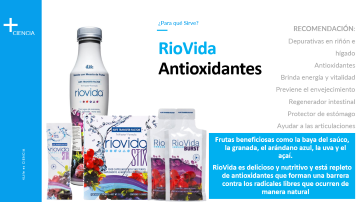 +
CIENCIA
¿Para qué Sirve?
RioVida
Antioxidantes
RECOMENDACIÓN:
Depurativas en riñón e
hígado
Antioxidantes
Brinda energía y vitalidad
Previene el envejecimiento
Regenerador intestinal
Protector de estómago
Ayudar a las articulaciones
Frutas beneficiosas como la baya del saúco,
la granada, el arándano azul, la uva y el
açaí.
RioVida es delicioso y nutritivo y está repleto
de antioxidantes que forman una barrera
contra los radicales libres que ocurren de
manera natural
4life
riovida
riovida
STIX
riovida
STIX
riovida
BURST